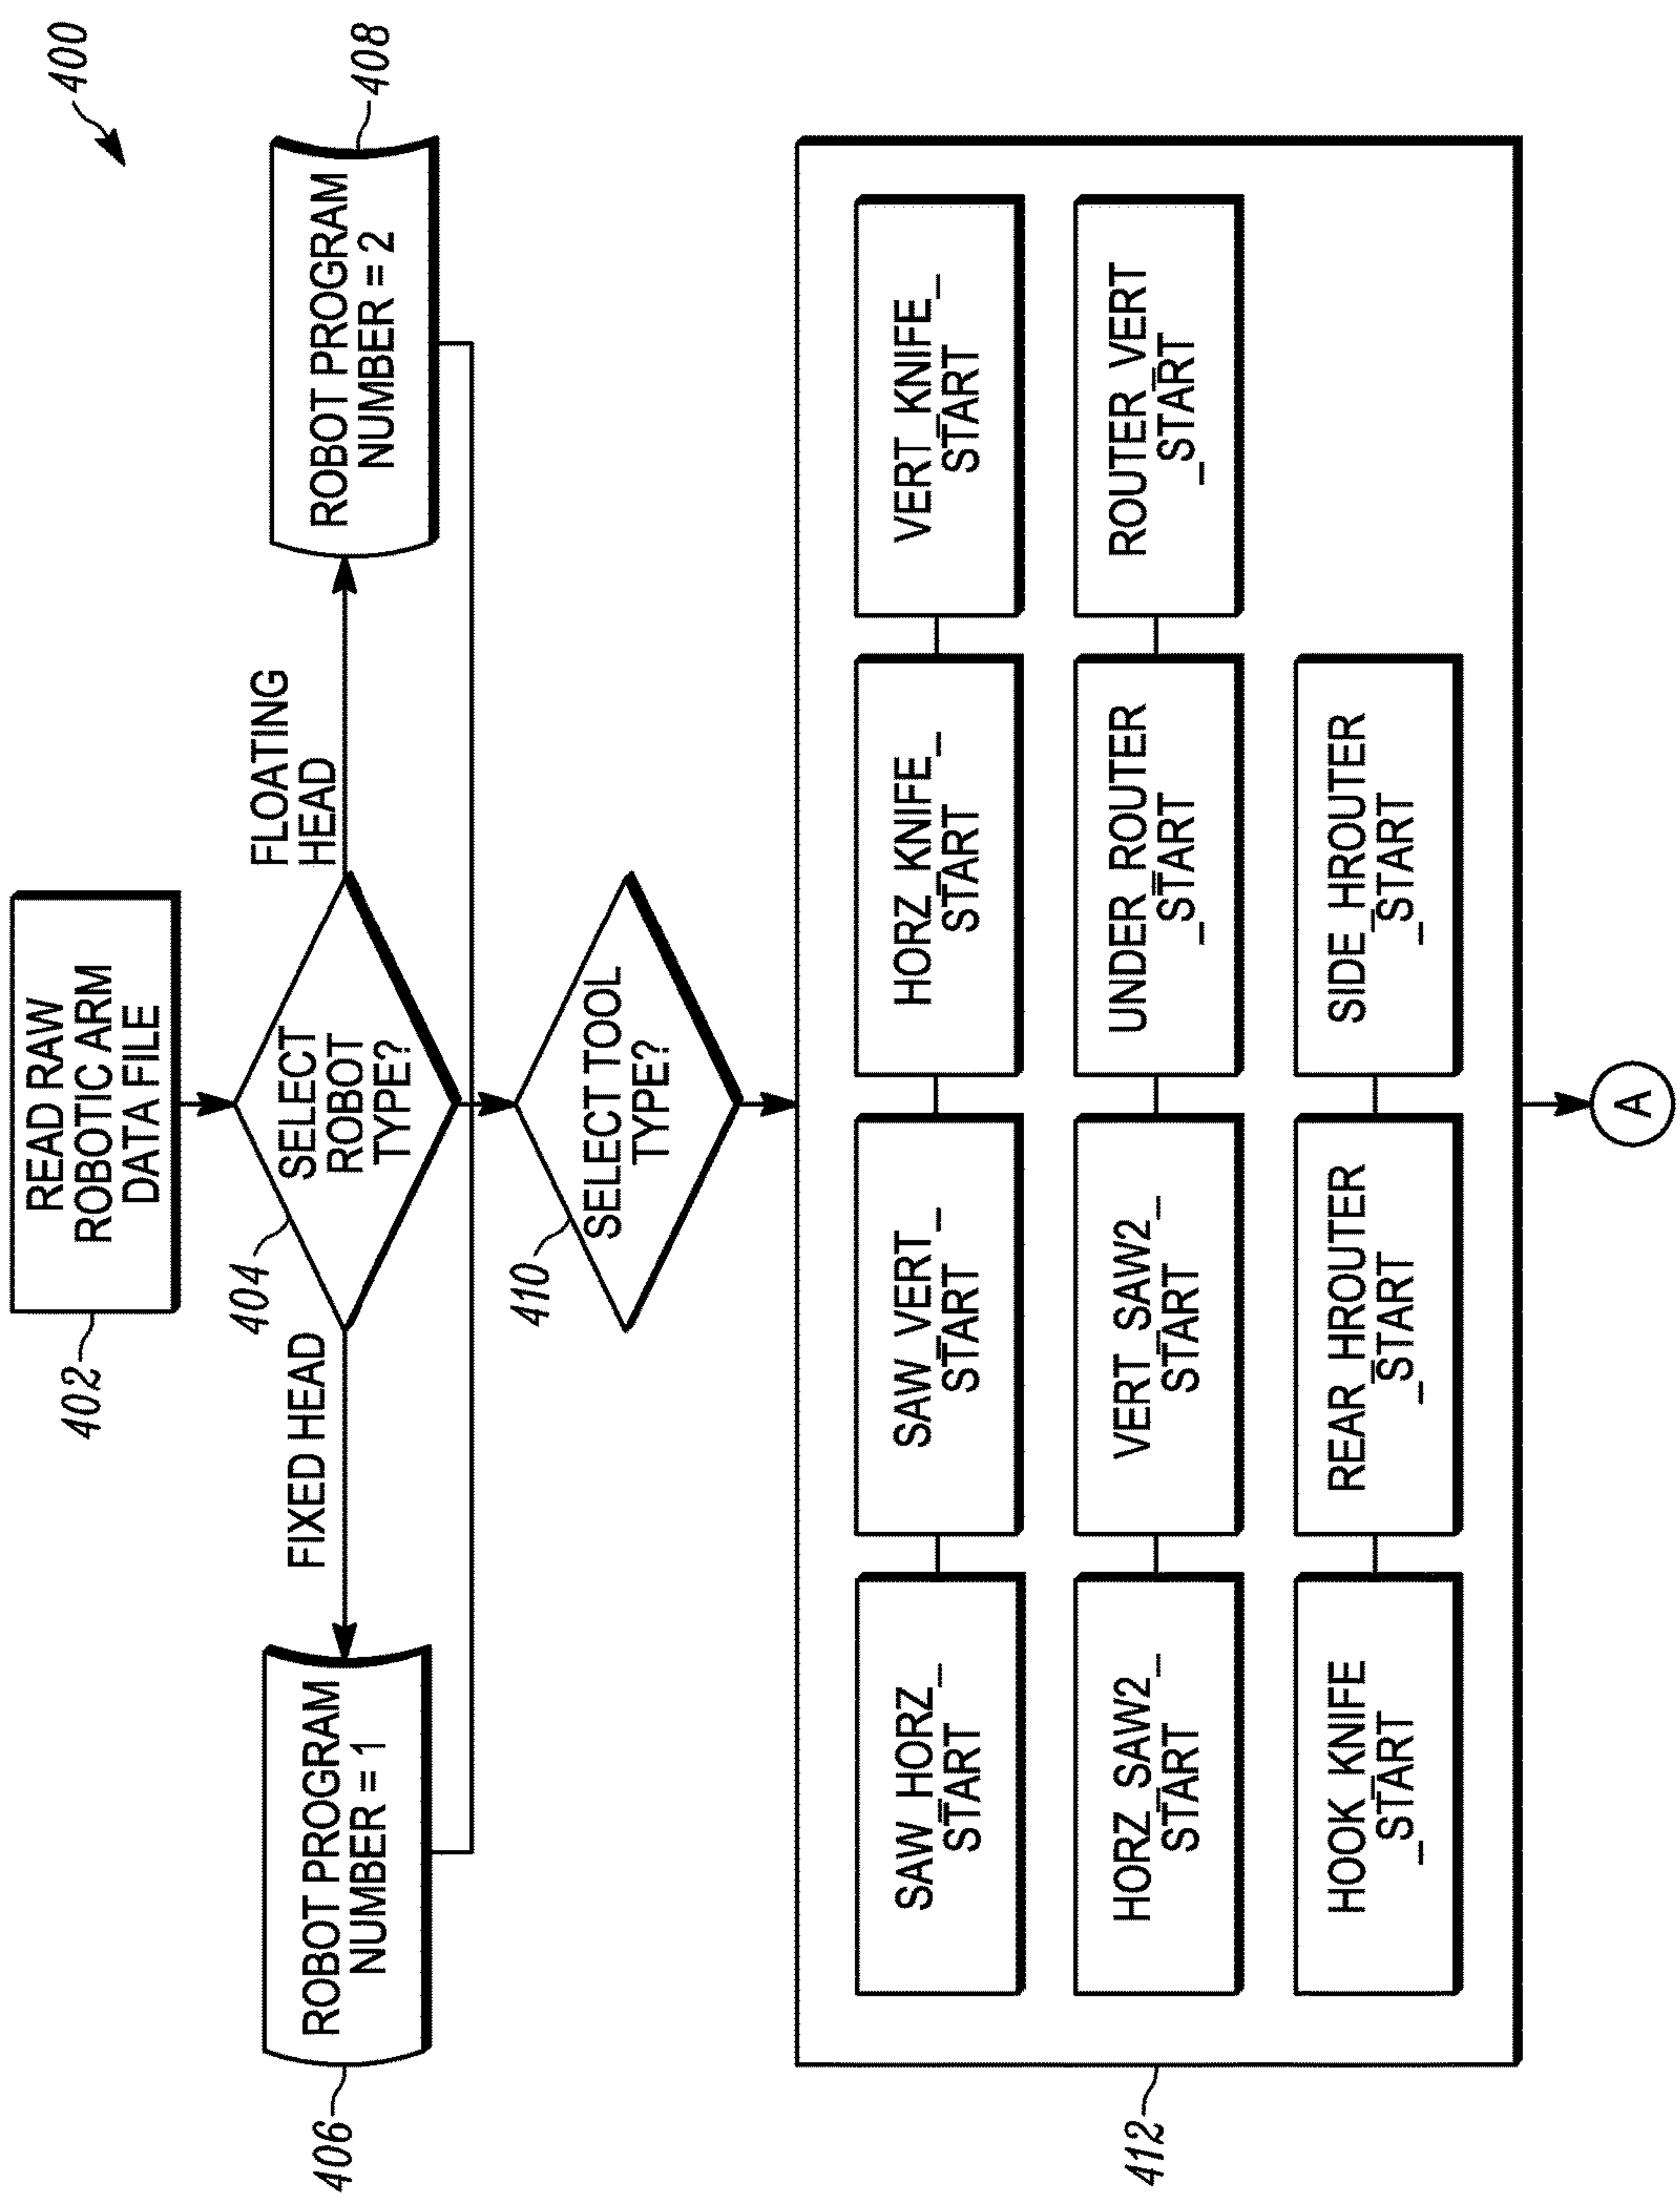 400
READ RAW
ROBOTIC ARM
DATA FILE
402
SELECT
ROBOT
TYPE?
404
FIXED HEAD
FLOATING
HEAD
ROBOT PROGRAM
NUMBER = 1
406
ROBOT PROGRAM
NUMBER = 2
408
SELECT TOOL
TYPE?
410
SAW_HORZ_
START
SAW_VERT_
START
HORZ_KNIFE_
START
VERT_KNIFE_
START
HORZ_SAW2_
START
VERT_SAW2_
START
UNDER_ROUTER
_START
ROUTER_VERT
_START
HOOK_KNIFE
_START
REAR_HROUTER
_START
SIDE_HROUTER
_START
412
A